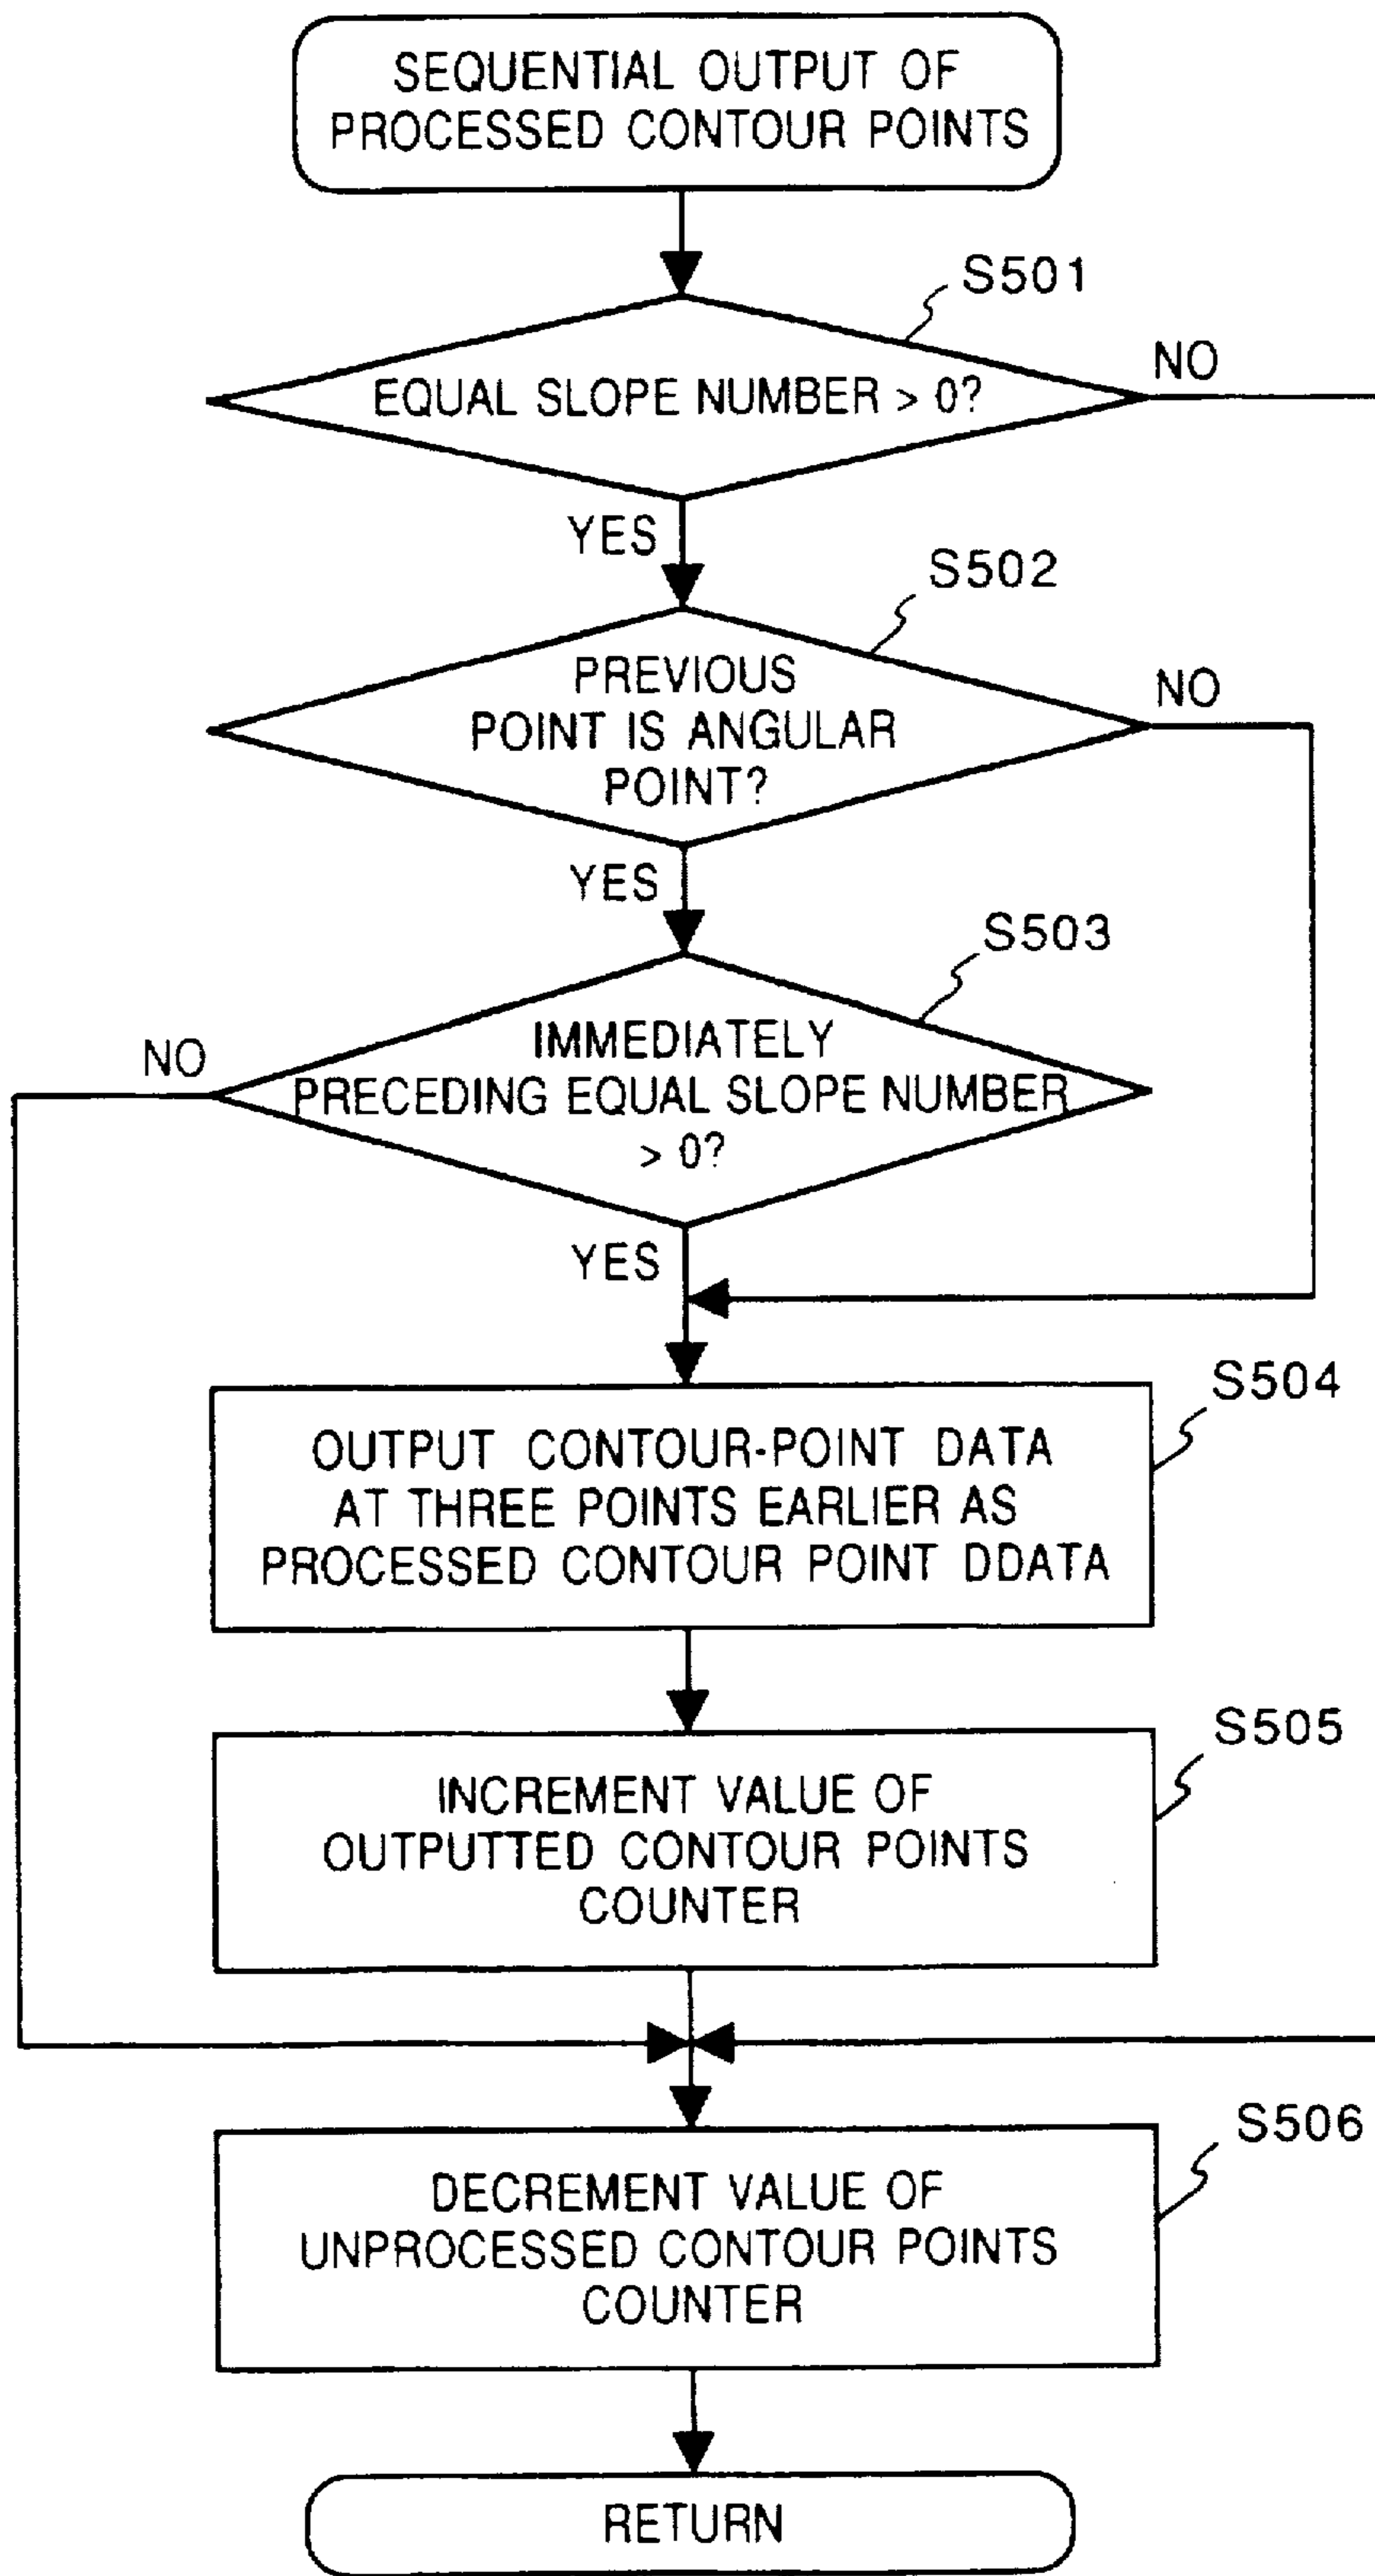 SEQUENTIAL OUTPUT OF
PROCESSED CONTOUR POINTS
S501
EQUAL SLOPE NUMBER > 0?
NO
YES
S502
PREVIOUS
POINT IS ANGULAR
POINT?
NO
YES
S503
IMMEDIATELY
PRECEDING EQUAL SLOPE NUMBER
> 0?
NO
YES
S504
OUTPUT CONTOUR-POINT DATA
AT THREE POINTS EARLIER AS
PROCESSED CONTOUR POINT DDATA
S505
INCREMENT VALUE OF
OUTPUTTED CONTOUR POINTS
COUNTER
S506
DECREMENT VALUE OF
UNPROCESSED CONTOUR POINTS
COUNTER
RETURN